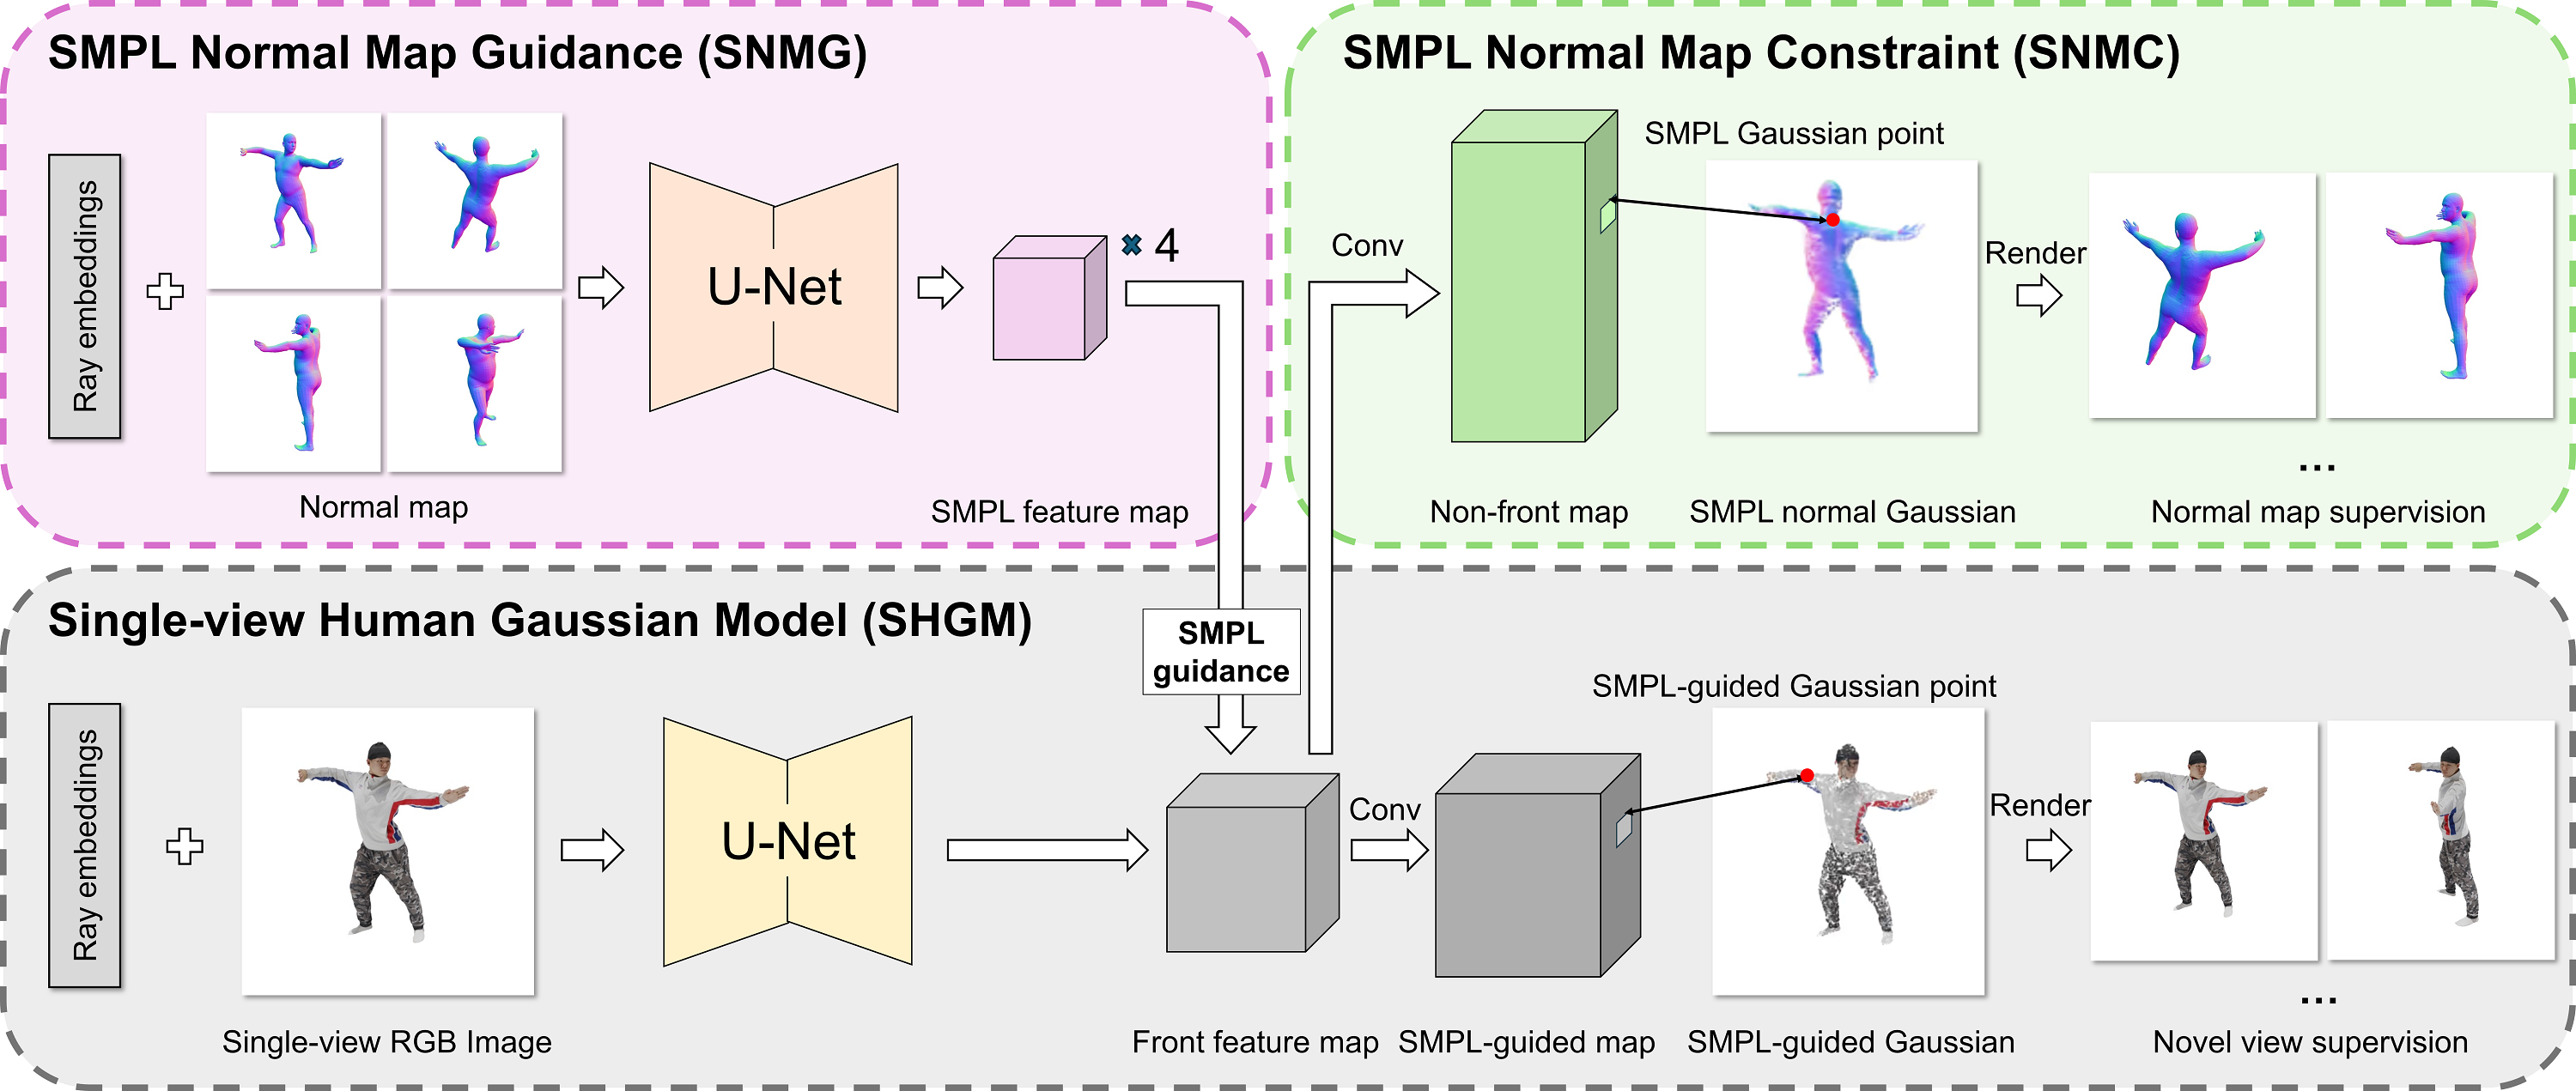 SMPL Normal Map Guidance (SNMG)
Ray embeddings
Normal map
U-Net
× 4
SMPL feature map
SMPL Normal Map Constraint (SNMC)
Conv
SMPL Gaussian point
Render
Non-front map
SMPL normal Gaussian
...
Normal map supervision
Single-view Human Gaussian Model (SHGM)
SMPL
guidance
Ray embeddings
Single-view RGB Image
U-Net
Front feature map
Conv
SMPL-guided map
SMPL-guided Gaussian point
SMPL-guided Gaussian
Render
...
Novel view supervision